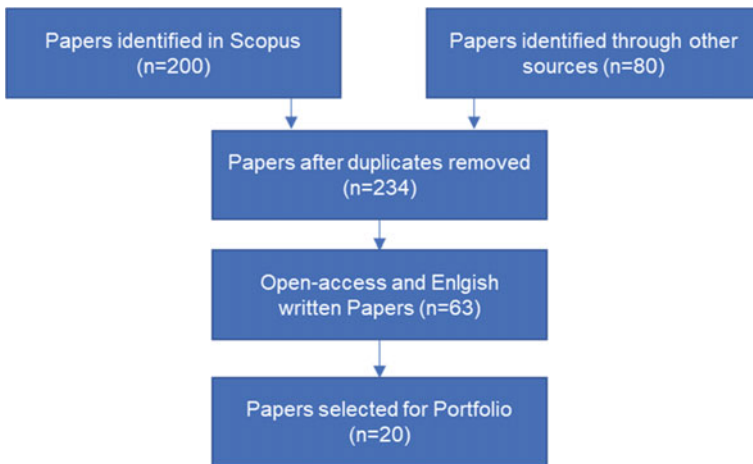 Papers identified in Scopus
(n=200)
Papers identified through other
sources (n=80)
Papers after duplicates removed
(n=234)
Open-access and Enlgish
written Papers (n=63)
Papers selected for Portfolio
(n=20)